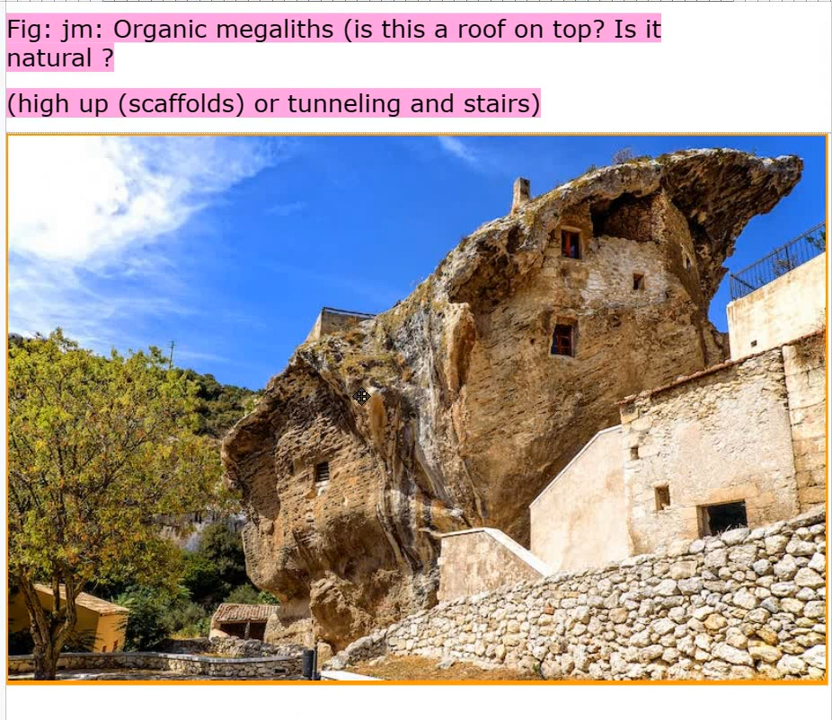 Fig: jm: Organic megaliths (is this a roof on top? Is it
natural ?
(high up (scaffolds) or tunneling and stairs)